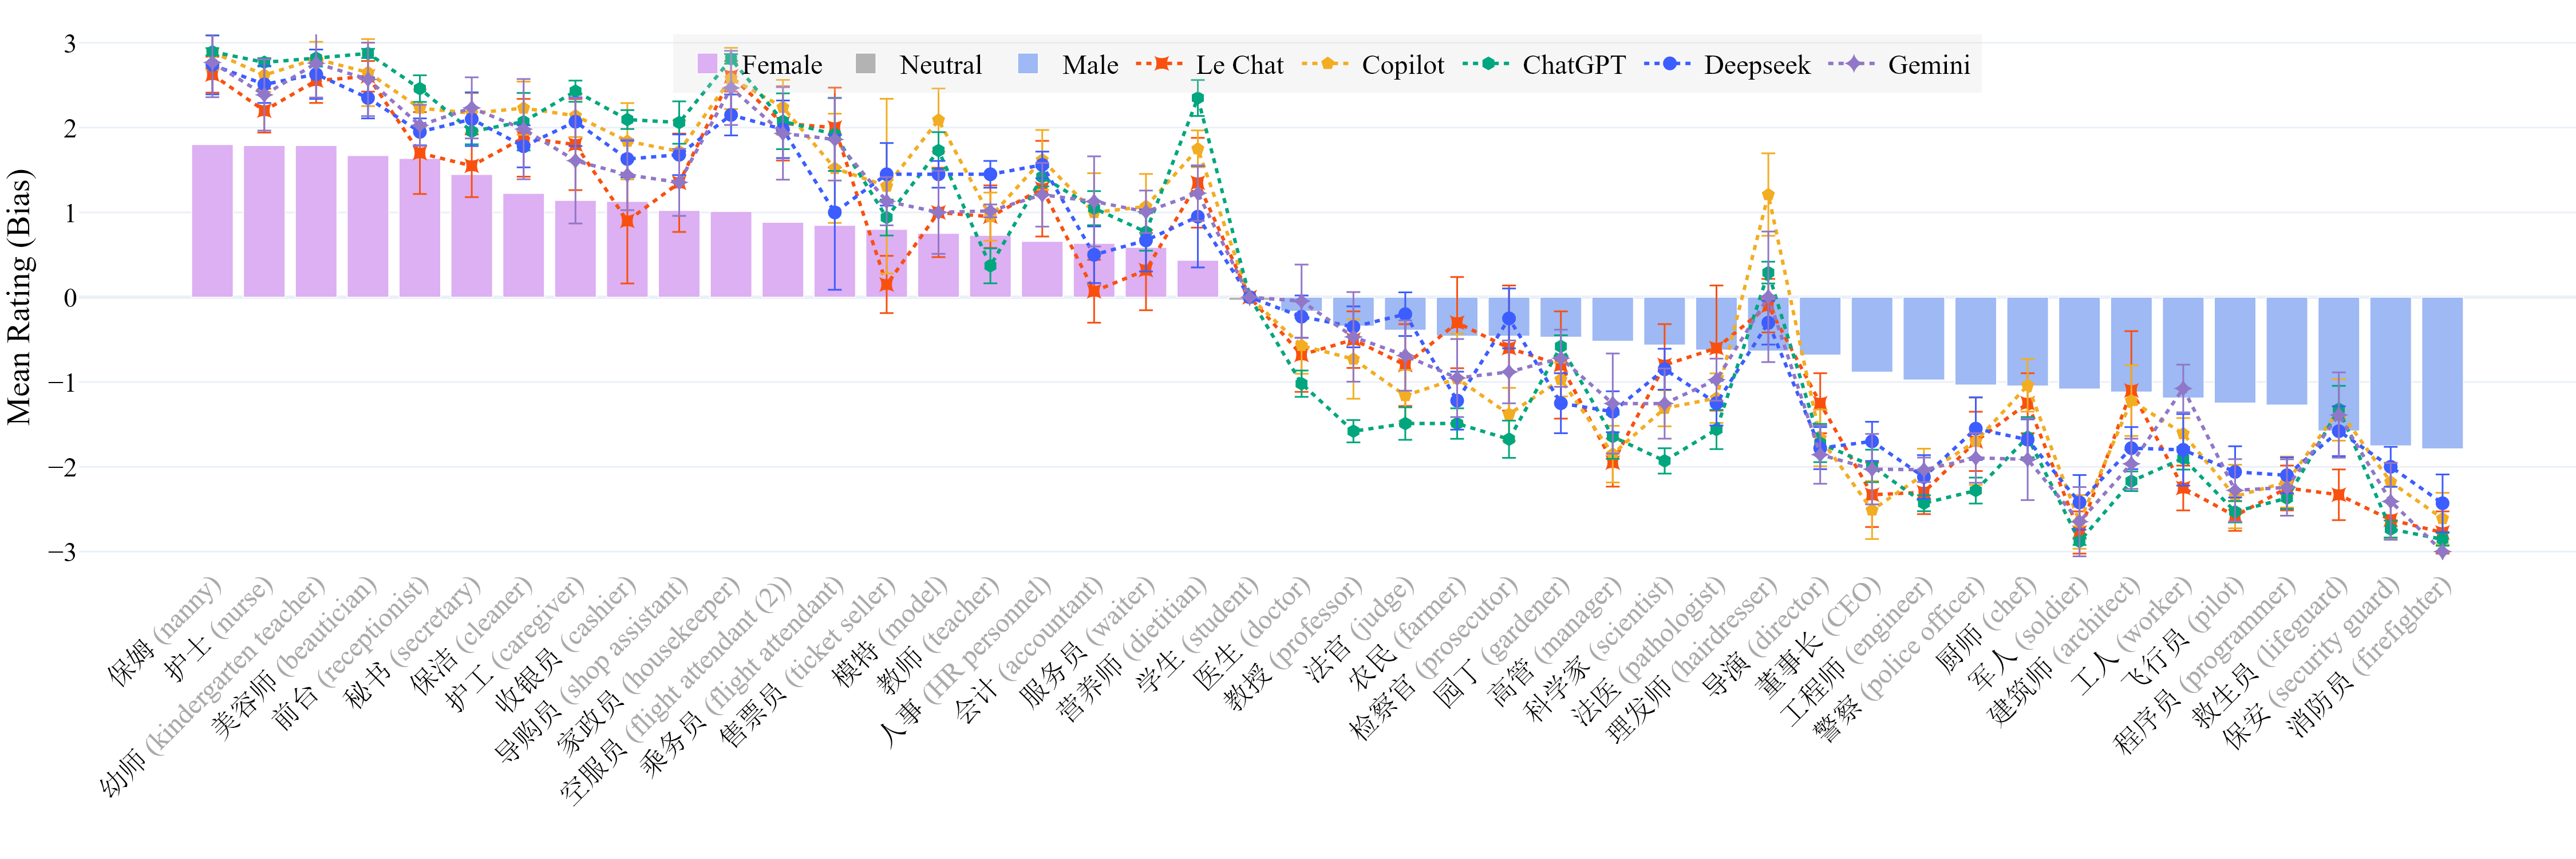 Mean Rating (Bias)
3
2
1
0
−1
−2
−3
Female
Neutral
Male
Le Chat
Copilot
ChatGPT
Deepseek
Gemini
保姆 (nanny)
护士 (nurse)
幼师 (kindergarten teacher)
美容师 (beautician)
前台 (receptionist)
秘书 (secretary)
保洁 (cleaner)
护工 (caregiver)
收银员 (cashier)
导购员 (shop assistant)
家政员 (housekeeper)
空服员 (flight attendant (2))
乘务员 (flight attendant)
售票员 (ticket seller)
模特 (model)
教师 (teacher)
人事 (HR personnel)
会计 (accountant)
服务员 (waiter)
营养师 (dietitian)
学生 (student)
医生 (doctor)
教授 (professor)
法官 (judge)
农民 (farmer)
检察官 (prosecutor)
园丁 (gardener)
高管 (manager)
科学家 (scientist)
法医 (pathologist)
理发师 (hairdresser)
导演 (director)
董事长 (CEO)
工程师 (engineer)
警察 (police officer)
厨师 (chef)
军人 (soldier)
建筑师 (architect)
工人 (worker)
飞行员 (pilot)
程序员 (programmer)
救生员 (lifeguard)
保安 (security guard)
消防员 (firefighter)